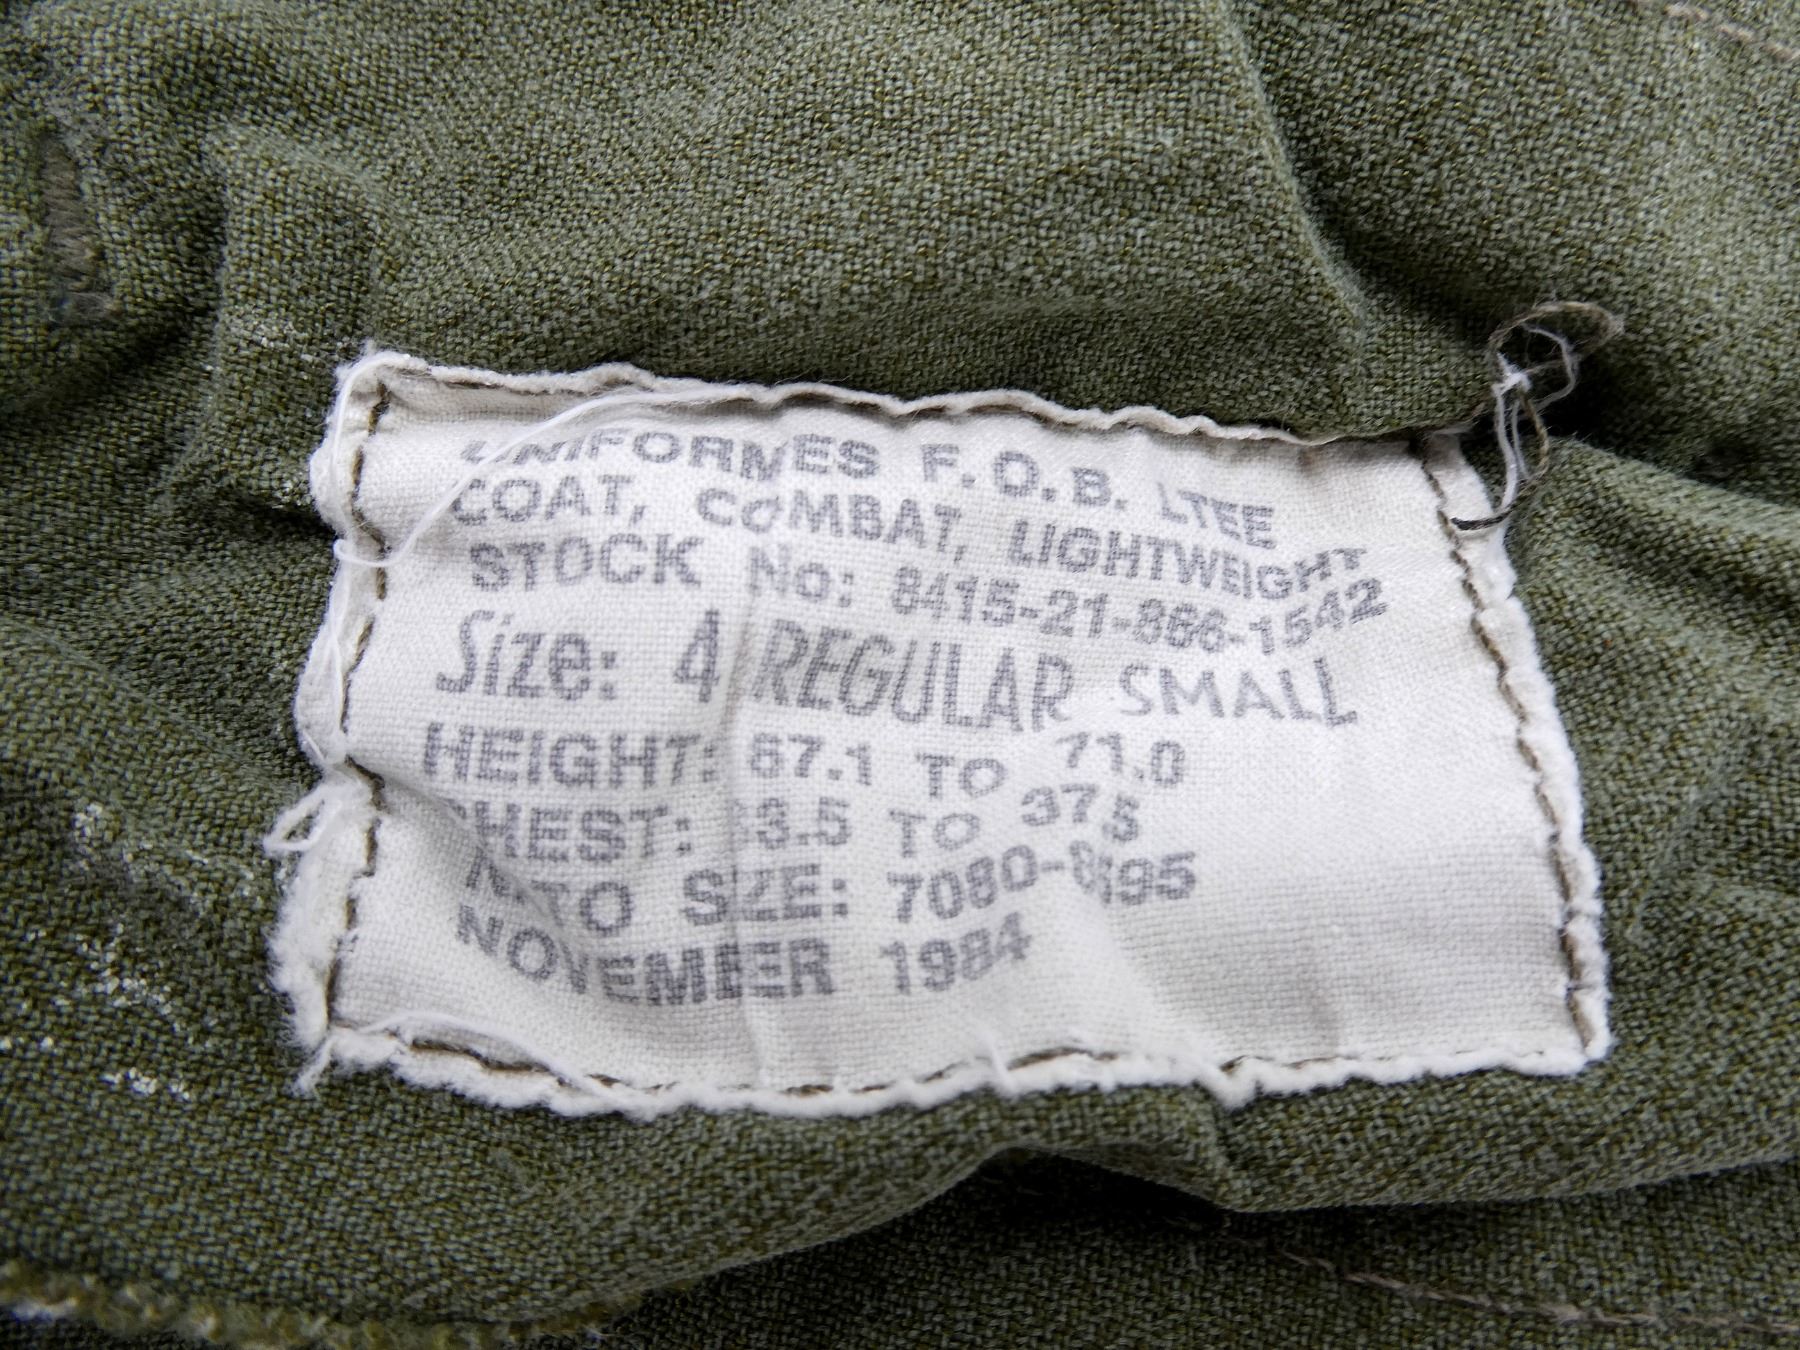 UNIFORMES F.O.B. LTEE
COAT, COMBAT, LIGHTWEIGHT
STOCK No: 8415-21-866-1542
Size: 4 REGULAR SMALL
HEIGHT: 67.1 TO 71.0
CHEST: 33.5 TO 37.5
NATO SIZE: 7080-8595
NOVEMBER 1984